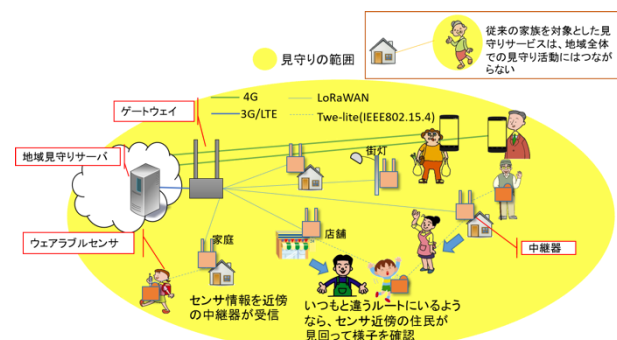 従来の家族を対象とした見
守りサービスは、地域全体
での見守り活動にはつなが
らない
見守りの範囲
4G
LoRaWAN
3G/LTE
Twe-lite(IEEE802.15.4)
ゲートウェイ
街灯
地域見守りサーバ
ウェアラブルセンサ
家庭
店舗
中継器
センサ情報を近傍
の中継器が受信
いつもと違うルートにいるよう
なら、センサ近傍の住民が
見回って様子を確認